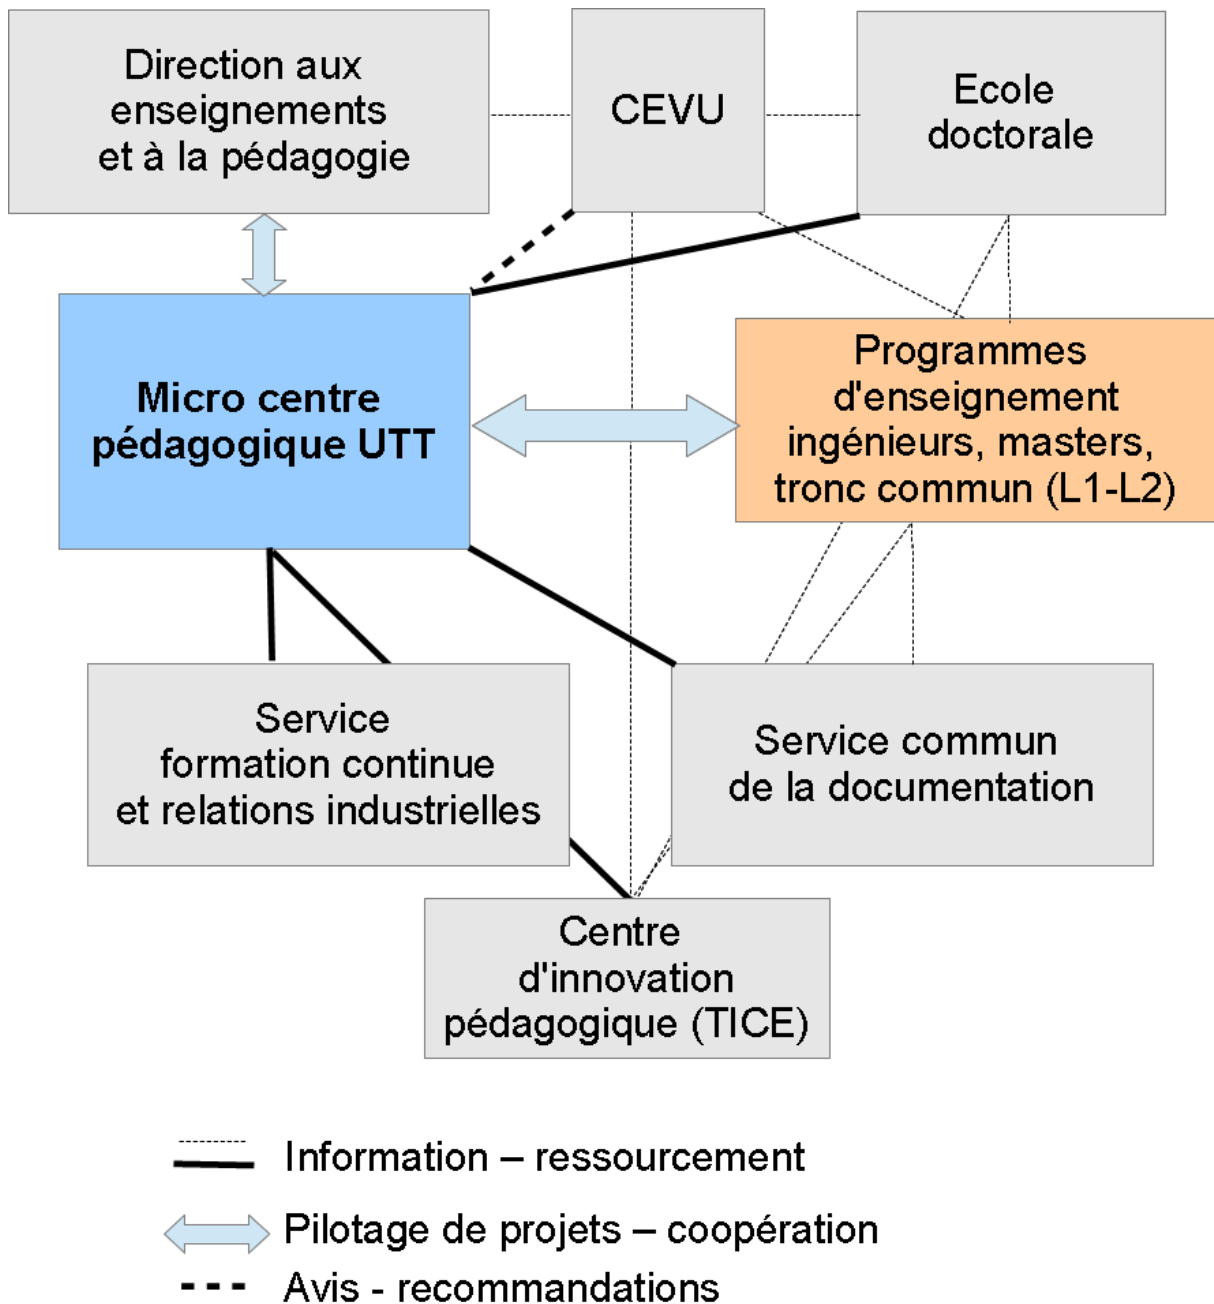 Direction aux
enseignements
et à la pédagogie
CEVU
Ecole
doctorale
Micro centre
pédagogique UTT
Programmes
d'enseignement
ingénieurs, masters,
tronc commun (L1-L2)
Service
formation continue
et relations industrielles
Service commun
de la documentation
Centre
d'innovation
pédagogique (TICE)
Information – ressourcement
Pilotage de projets – coopération
Avis - recommandations